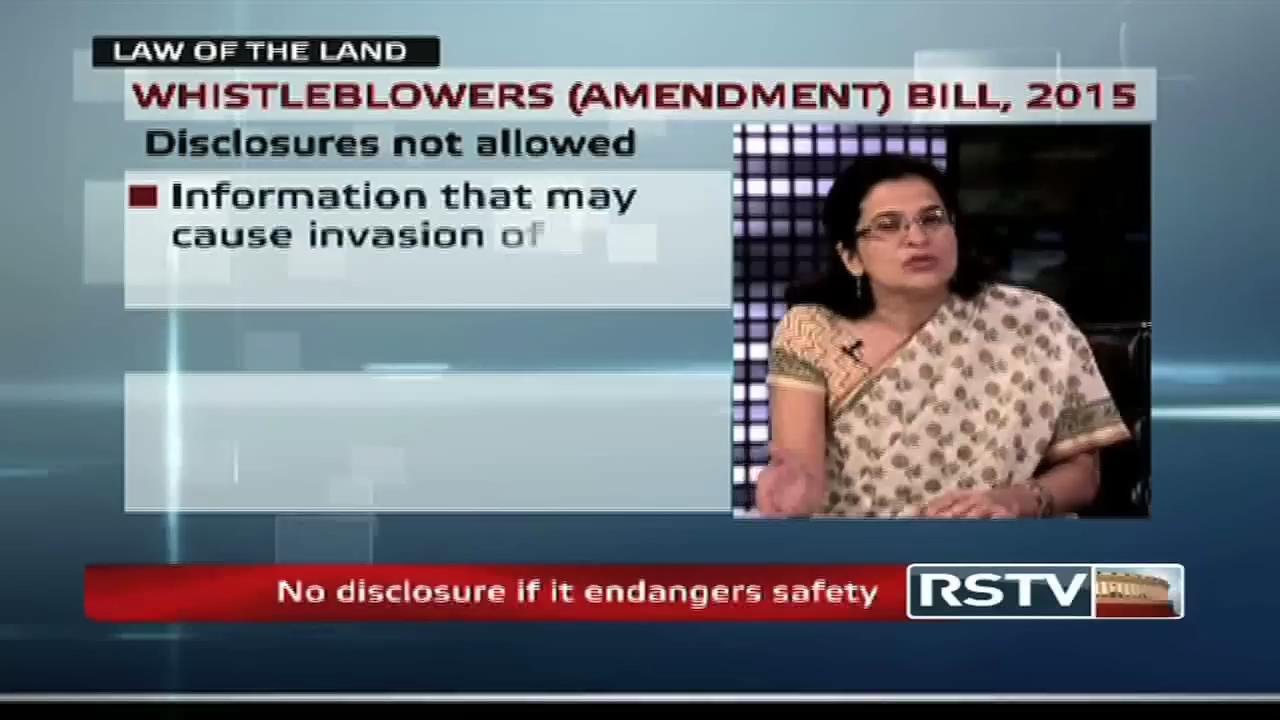 LAW OF THE LAND
WHISTLEBLOWERS (AMENDMENT) BILL, 2015
Disclosures not allowed
Information that may
cause invasion of
No disclosure if it endangers safety
RSTV